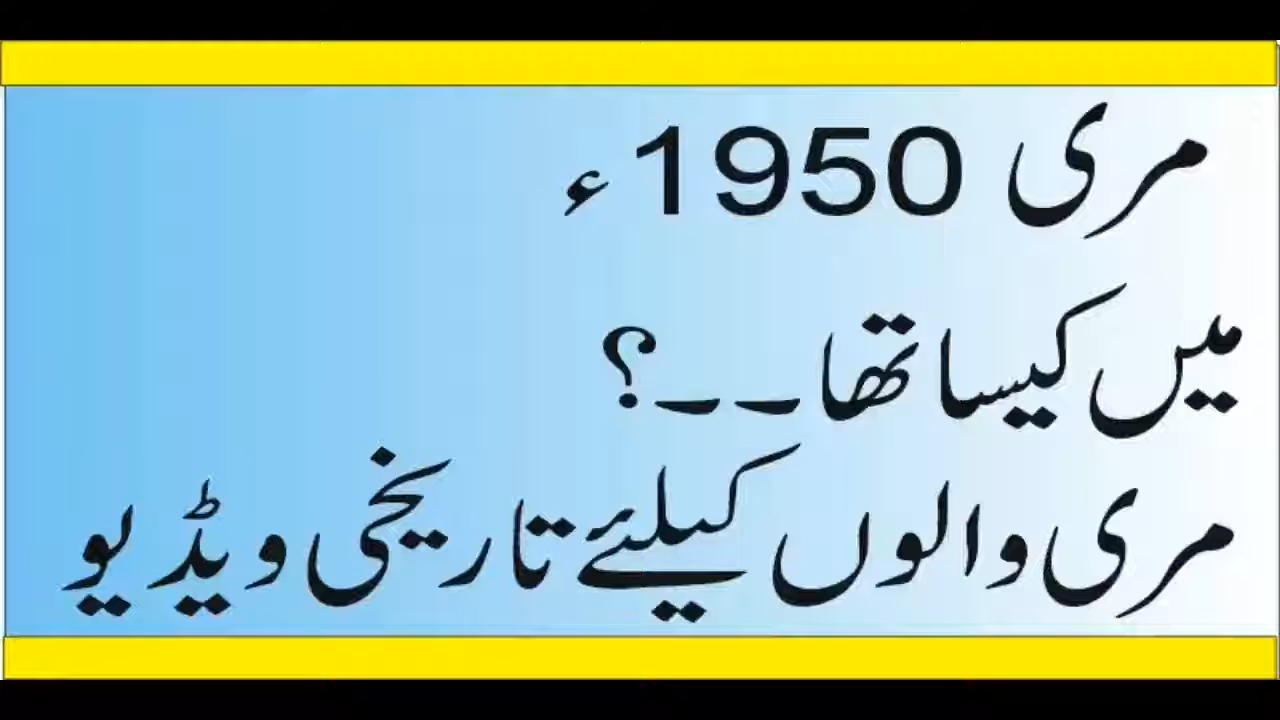 مری 1950ء
میں کیسا تھا۔۔؟
مری والوں کیلئے تاریخی ویڈیو